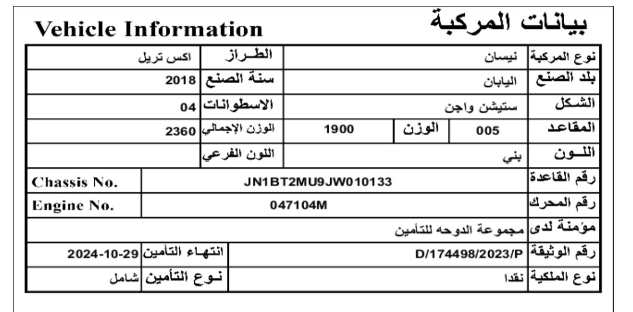 بيانات المركبة Vehicle Information
نوع المركبة نيسان الطـراز اكس تريل
بلد الصنع اليابان سنة الصنع 2018
الشـكل ستيشن واجن الاسطوانات 04
المقاعـد 005 الوزن 1900 الوزن الإجمالي 2360
اللــون بني اللون الفرعي
رقم القاعدة JN1BT2MU9JW010133 Chassis No.
رقم المحرك 047104M Engine No.
مؤمنة لدى مجموعة الدوحه للتأمين
رقم الوثيقة D/174498/2023/P انتهـاء التأمين 2024-10-29
نوع الملكية نقدا نـوع التأمين شامل